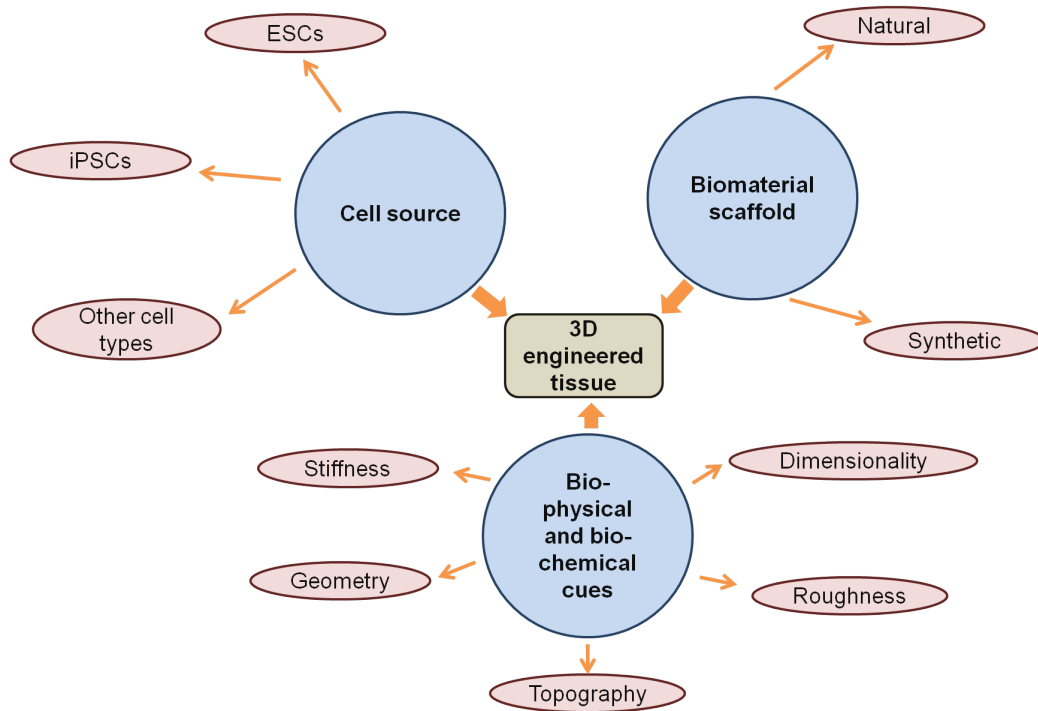 ESCs
Natural
iPSCs
Cell source
Biomaterial
scaffold
Other cell
types
3D
engineered
tissue
Synthetic
Stiffness
Dimensionality
Bio-
physical
and bio-
chemical
cues
Geometry
Roughness
Topography